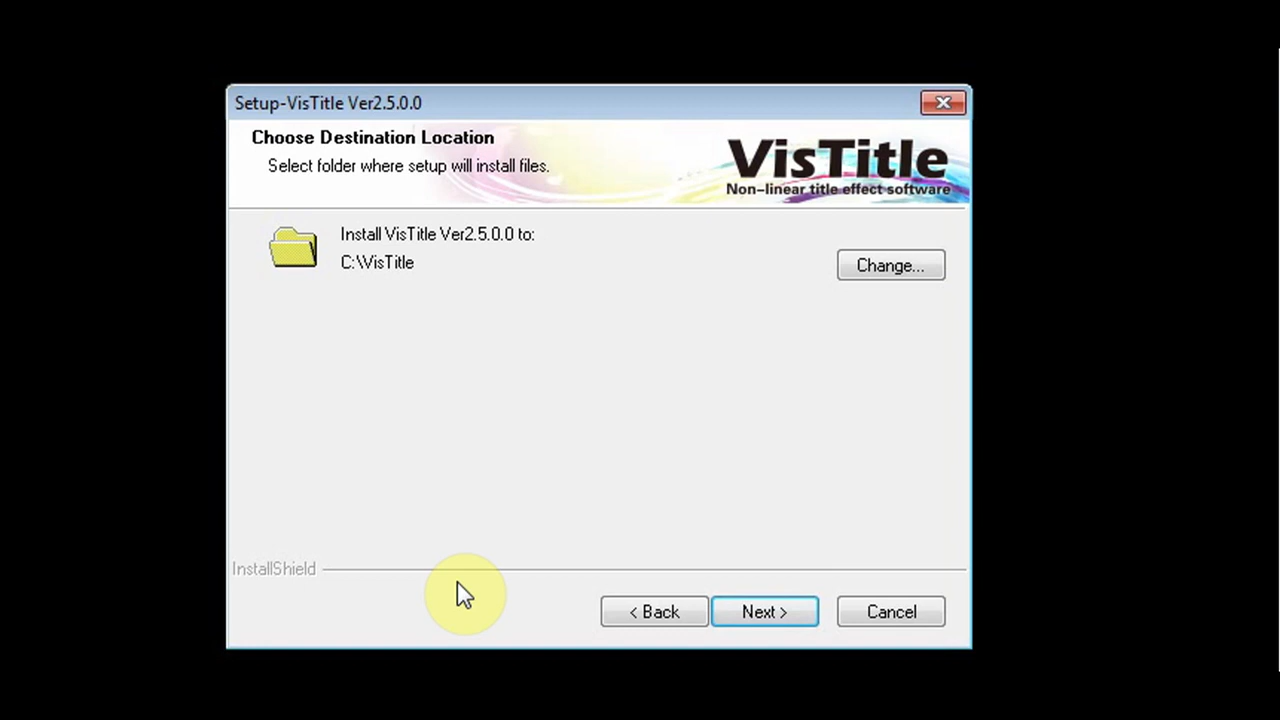 Setup-VisTitle Ver2.5.0.0
Choose Destination Location
Select folder where setup will install files.
VisTitle
Non-linear title effect software
Install VisTitle Ver2.5.0.0 to:
C:\VisTitle
Change...
InstallShield
< Back
Next >
Cancel